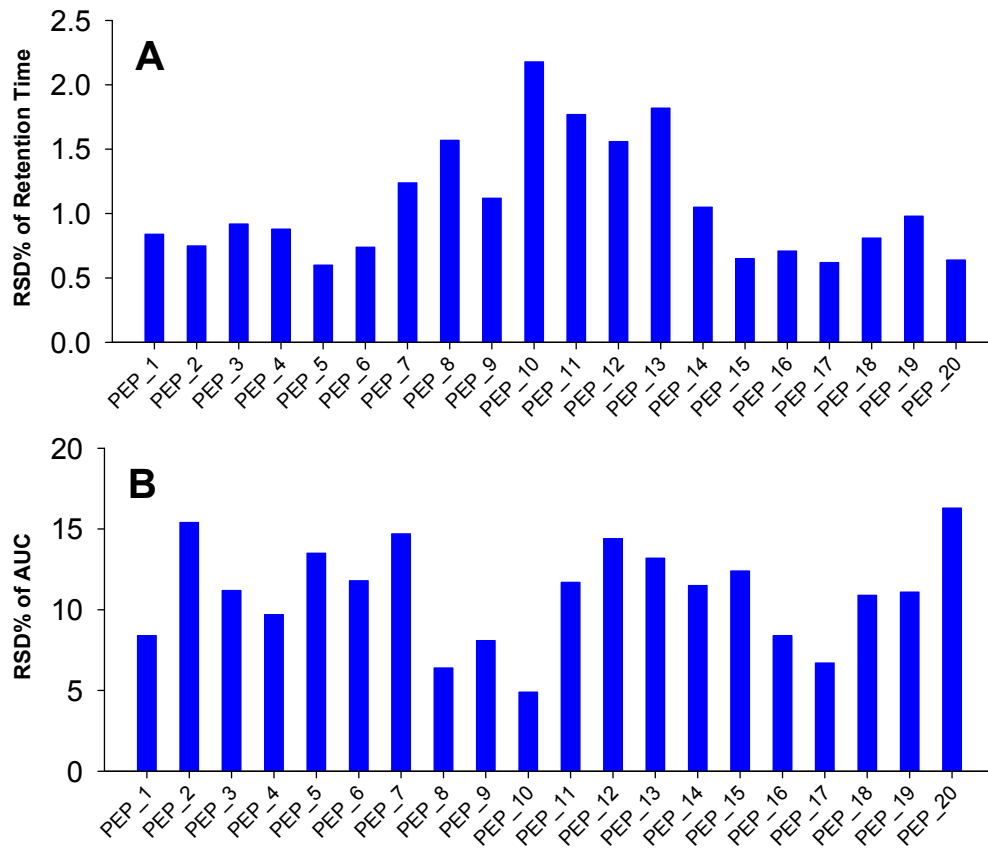 A
RSD% of Retention Time
2.5
2.0
1.5
1.0
0.5
0.0
PEP_1
PEP_2
PEP_3
PEP_4
PEP_5
PEP_6
PEP_7
PEP_8
PEP_9
PEP_10
PEP_11
PEP_12
PEP_13
PEP_14
PEP_15
PEP_16
PEP_17
PEP_18
PEP_19
PEP_20
B
RSD% of AUC
20
15
10
5
0
PEP_1
PEP_2
PEP_3
PEP_4
PEP_5
PEP_6
PEP_7
PEP_8
PEP_9
PEP_10
PEP_11
PEP_12
PEP_13
PEP_14
PEP_15
PEP_16
PEP_17
PEP_18
PEP_19
PEP_20